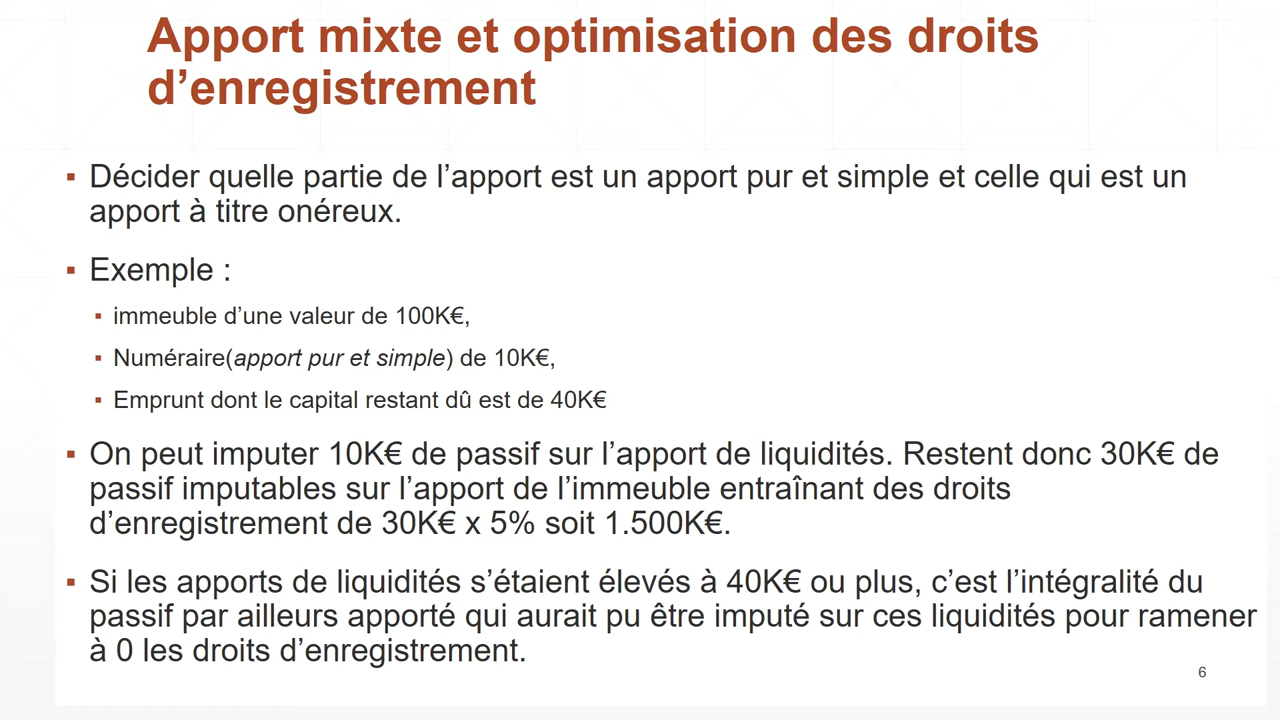 Apport mixte et optimisation des droits
d’enregistrement
▪ Décider quelle partie de l’apport est un apport pur et simple et celle qui est un
apport à titre onéreux.
▪ Exemple :
▪ immeuble d’une valeur de 100K€,
▪ Numéraire(apport pur et simple) de 10K€,
▪ Emprunt dont le capital restant dû est de 40K€
▪ On peut imputer 10K€ de passif sur l’apport de liquidités. Restent donc 30K€ de
passif imputables sur l’apport de l’immeuble entraînant des droits
d’enregistrement de 30K€ x 5% soit 1.500K€.
▪ Si les apports de liquidités s’étaient élevés à 40K€ ou plus, c’est l’intégralité du
passif par ailleurs apporté qui aurait pu être imputé sur ces liquidités pour ramener
à 0 les droits d’enregistrement.
6